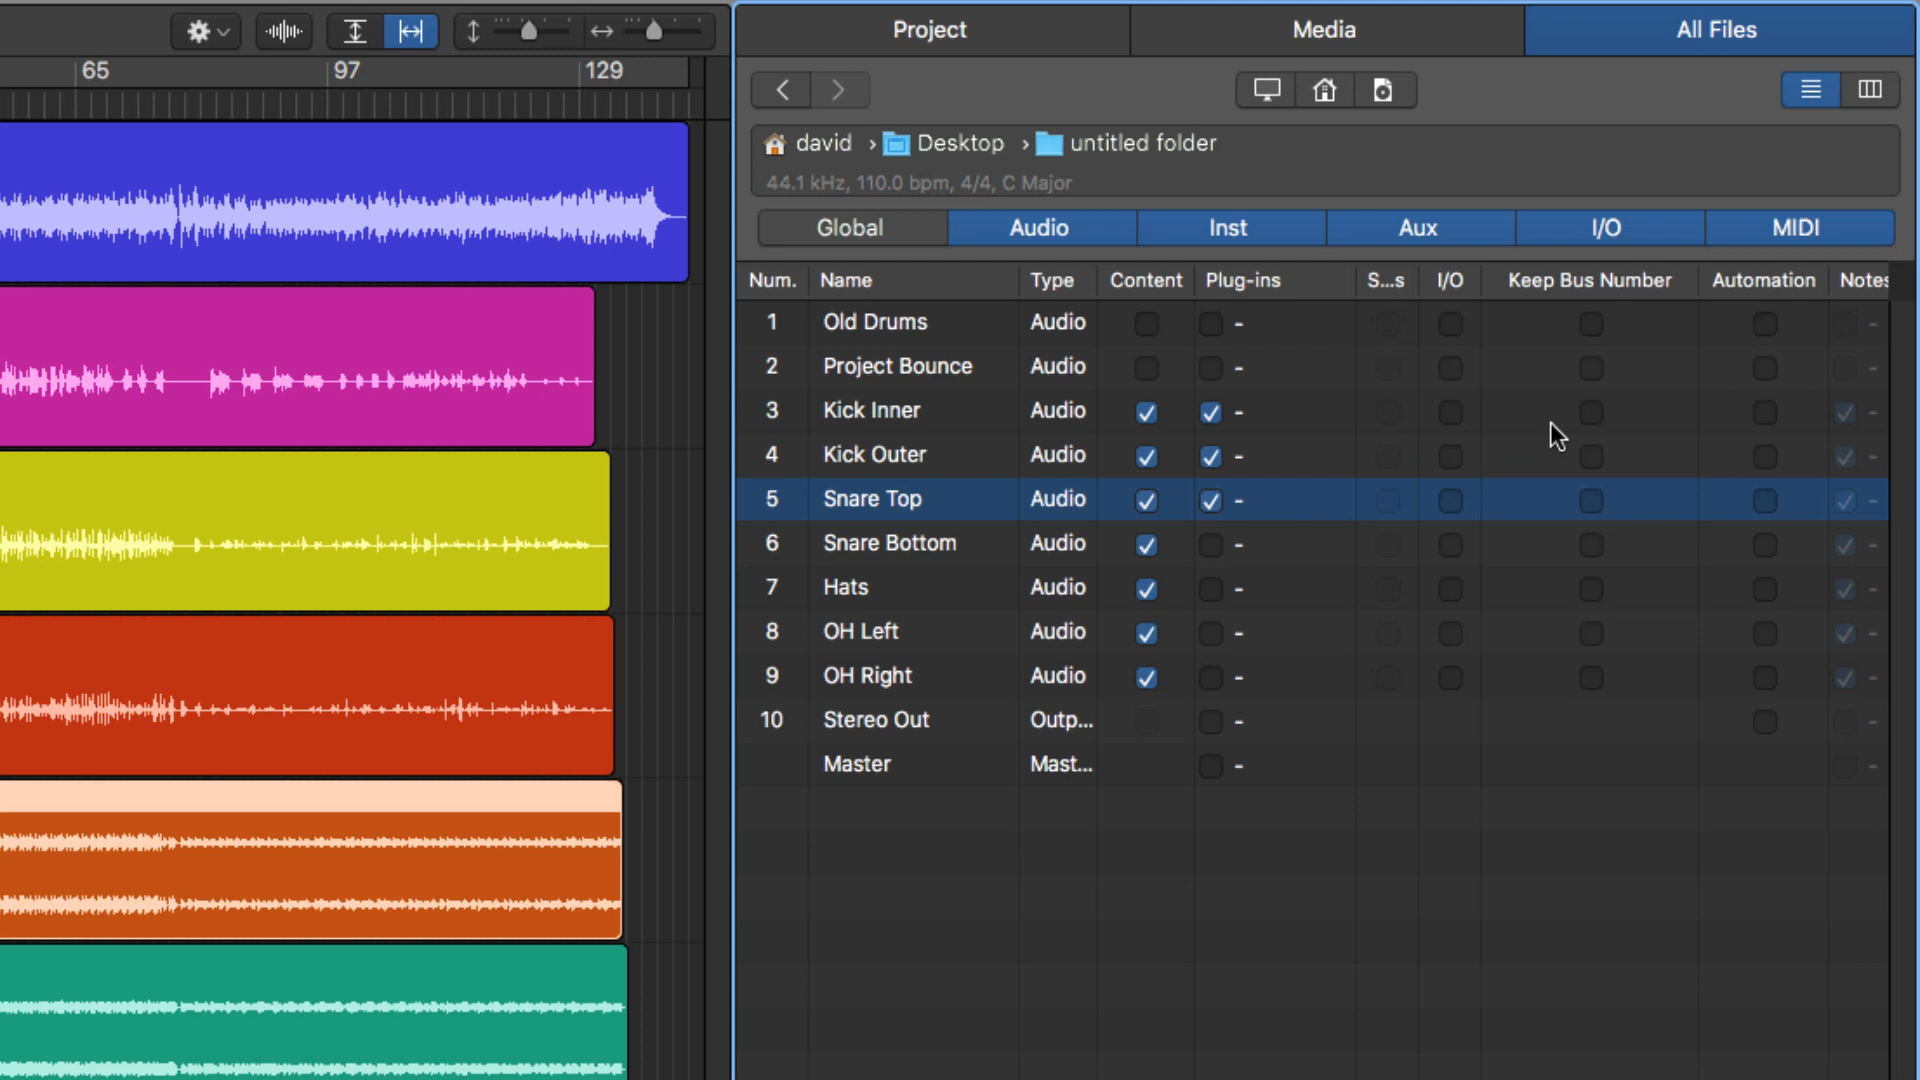 65 97 129
Project Media All Files
david › Desktop › untitled folder
44.1 kHz, 110.0 bpm, 4/4, C Major
Global Audio Inst Aux I/O MIDI
Num. Name Type Content Plug-ins S...s I/O Keep Bus Number Automation Notes
1 Old Drums Audio -  -
2 Project Bounce Audio - -
3 Kick Inner Audio - -
4 Kick Outer Audio - -
5 Snare Top Audio - -
6 Snare Bottom Audio - -
7 Hats Audio - -
8 OH Left Audio - -
9 OH Right Audio - -
10 Stereo Out Outp... - -
Master Mast... - -